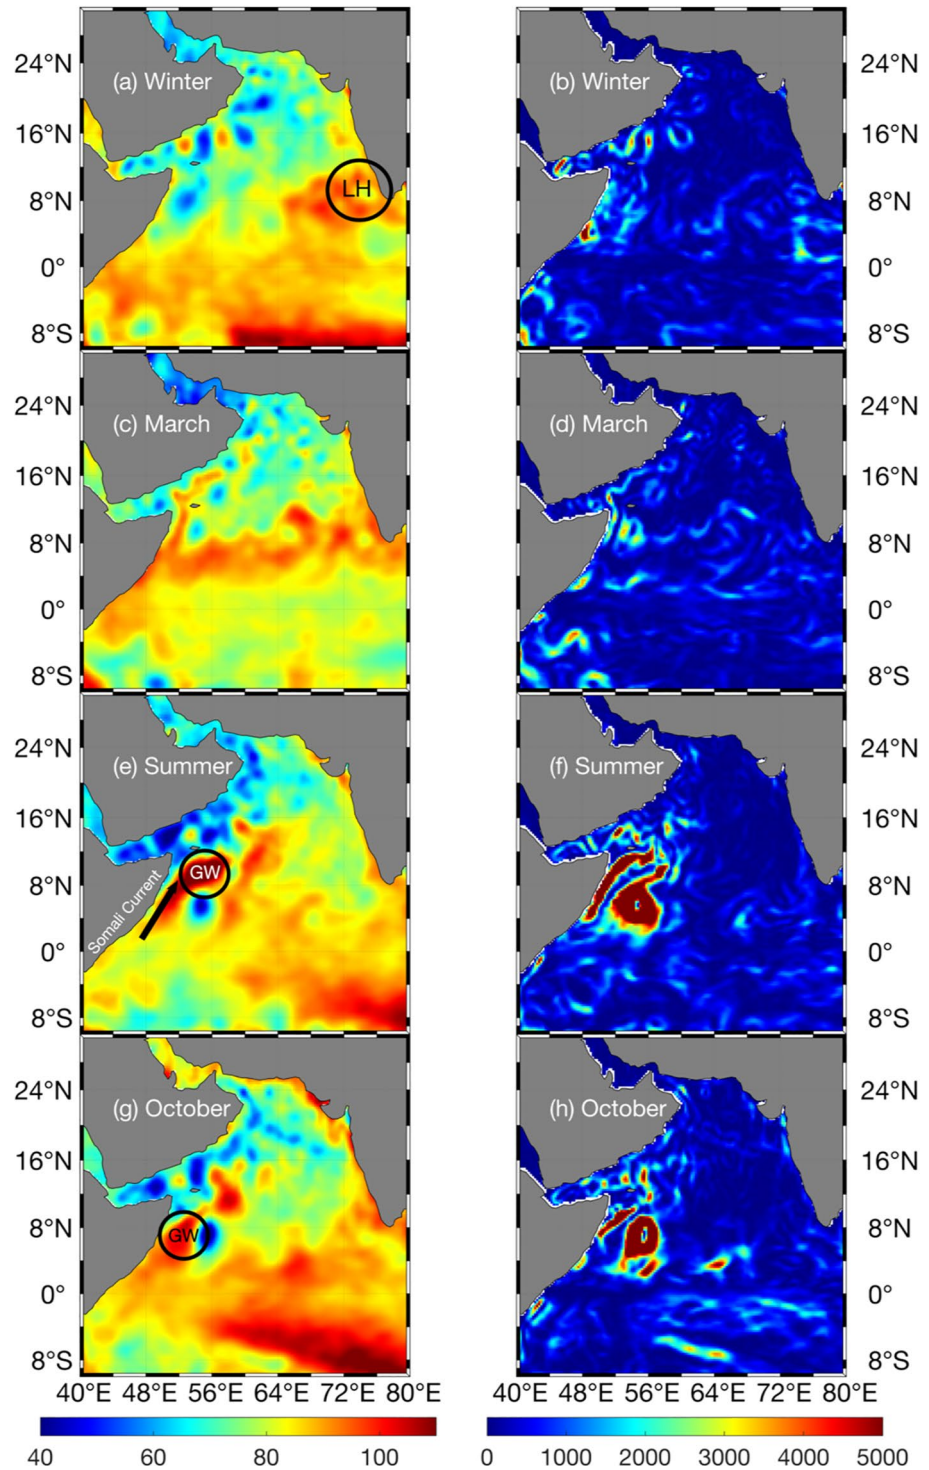 24°N (a) Winter (b) Winter 24°N
16°N 16°N
8°N LH 8°N
0° 0°
8°S 8°S
24°N (c) March (d) March 24°N
16°N 16°N
8°N 8°N
0° 0°
8°S 8°S
24°N (e) Summer (f) Summer 24°N
16°N 16°N
8°N GW 8°N
Somali Current
0° 0°
8°S 8°S
24°N (g) October (h) October 24°N
16°N 16°N
8°N GW 8°N
0° 0°
8°S 8°S
40°E 48°E 56°E 64°E 72°E 80°E 40°E 48°E 56°E 64°E 72°E 80°E
40 60 80 100 0 1000 2000 3000 4000 5000